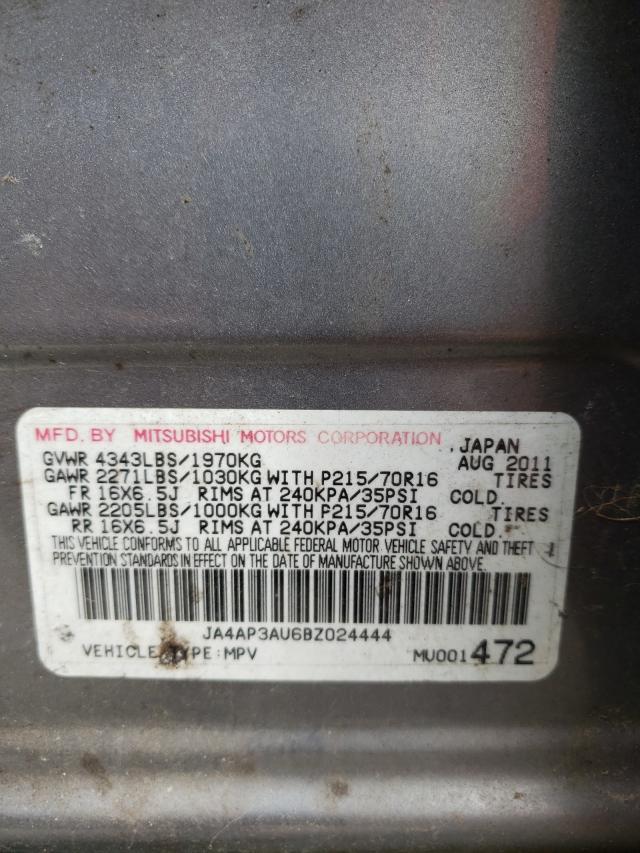 MFD. BY MITSUBISHI MOTORS CORPORATION , JAPAN
GVWR 4343LBS/1970KG AUG 2011
GAWR 2271LBS/1030KG WITH P215/70R16 TIRES
FR 16X6.5J RIMS AT 240KPA/35PSI COLD.
GAWR 2205LBS/1000KG WITH P215/70R16 TIRES
RR 16X6.5J RIMS AT 240KPA/35PSI COLD.
THIS VEHICLE CONFORMS TO ALL APPLICABLE FEDERAL MOTOR VEHICLE SAFETY AND THEFT
PREVENTION STANDARDS IN EFFECT ON THE DATE OF MANUFACTURE SHOWN ABOVE.
JA4AP3AU6BZ024444
VEHICLE TYPE:MPV MU001472